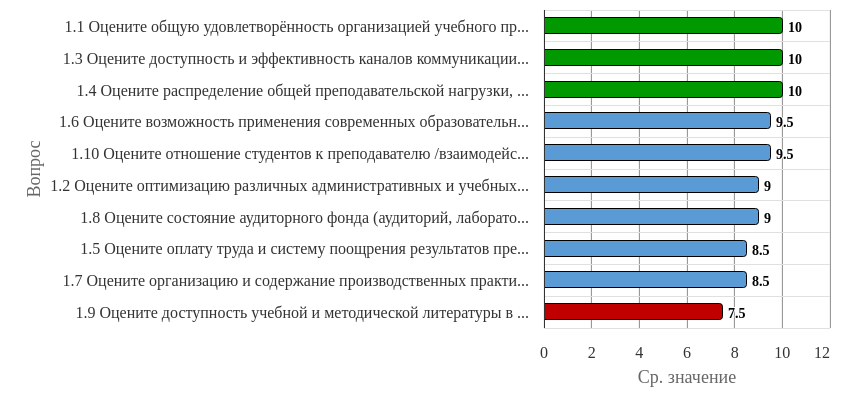 1.1 Оцените общую удовлетворённость организацией учебного пр... 10
1.3 Оцените доступность и эффективность каналов коммуникации... 10
1.4 Оцените распределение общей преподавательской нагрузки, ... 10
1.6 Оцените возможность применения современных образовательн... 9.5
1.10 Оцените отношение студентов к преподавателю /взаимодейс... 9.5
Вопрос
1.2 Оцените оптимизацию различных административных и учебных... 9
1.8 Оцените состояние аудиторного фонда (аудиторий, лаборато... 9
1.5 Оцените оплату труда и систему поощрения результатов пре... 8.5
1.7 Оцените организацию и содержание производственных практи... 8.5
1.9 Оцените доступность учебной и методической литературы в ... 7.5
0 2 4 6 8 10 12
Ср. значение